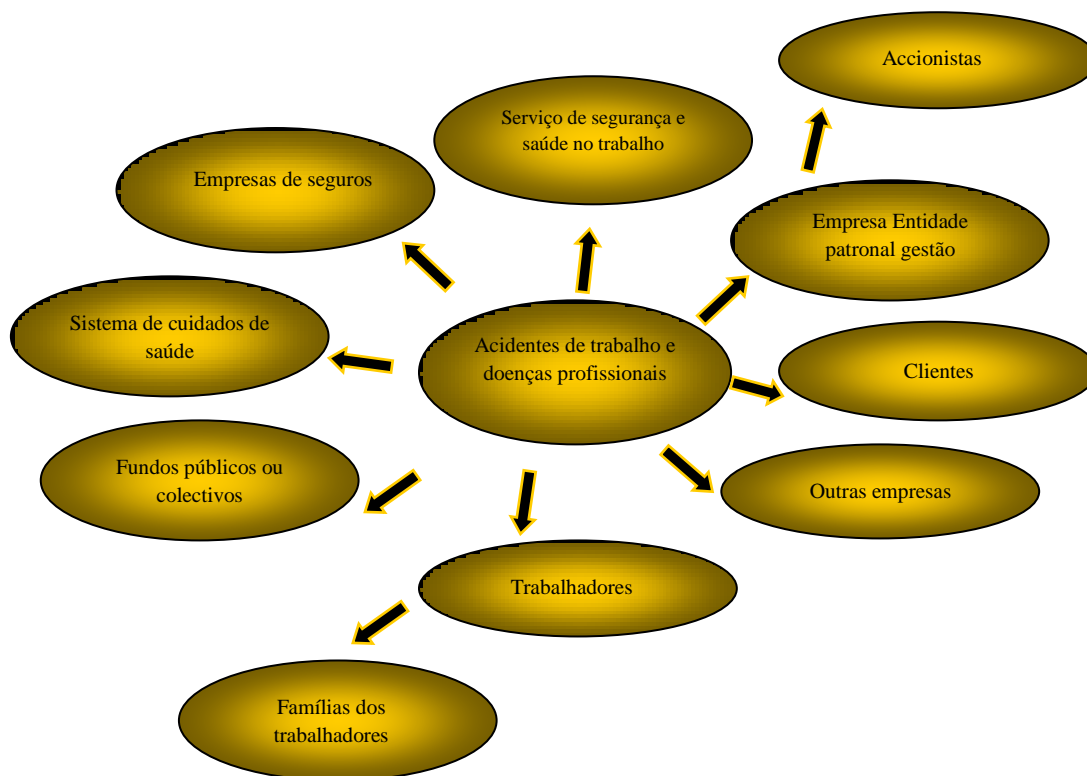 Accionistas
Serviço de segurança e
saúde no trabalho
Empresas de seguros
Empresa Entidade
patronal gestão
Sistema de cuidados de
saúde
Acidentes de trabalho e
doenças profissionais
Clientes
Fundos públicos ou
colectivos
Outras empresas
Trabalhadores
Famílias dos
trabalhadores